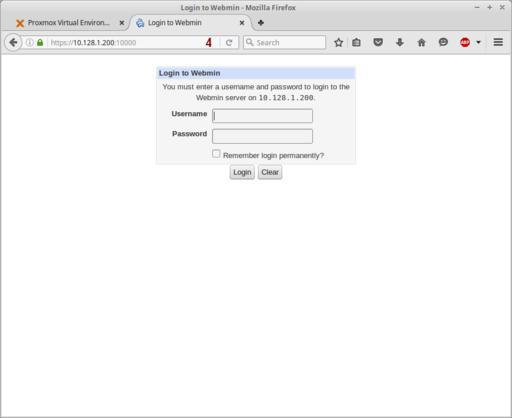 Login to Webmin - Mozilla Firefox
Proxmox Virtual Environ...
Login to Webmin
https://10.128.1.200:10000
4
Search
ABP
Login to Webmin
You must enter a username and password to login to the
Webmin server on 10.128.1.200.
Username
Password
Remember login permanently?
Login Clear